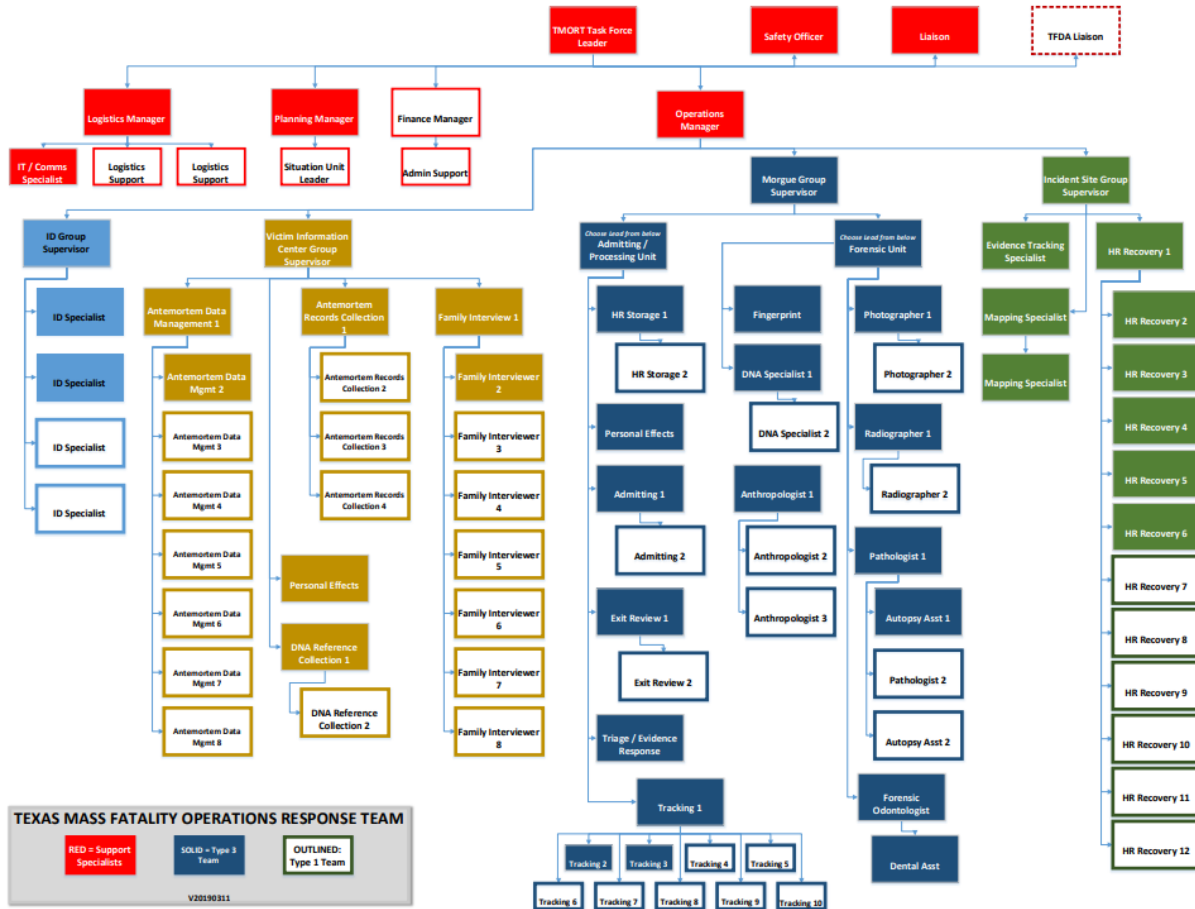 TMORT Task Force
Leader
Safety Officer
Liaison
TFDA Liaison
Logistics Manager
Planning Manager
Finance Manager
Operations
Manager
IT / Comms
Specialist
Logistics
Support
Logistics
Support
Situation Unit
Leader
Admin Support
Morgue Group
Supervisor
Incident Site Group
Supervisor
ID Group
Supervisor
Victim Information
Center Group
Supervisor
Choose Lead from below
Admitting /
Processing Unit
Choose Lead from below
Forensic Unit
Evidence Tracking
Specialist
HR Recovery 1
ID Specialist
ID Specialist
ID Specialist
ID Specialist
Antemortem Data
Management 1
Antemortem Data
Mgmt 2
Antemortem Data
Mgmt 3
Antemortem Data
Mgmt 4
Antemortem Data
Mgmt 5
Antemortem Data
Mgmt 6
Antemortem Data
Mgmt 7
Antemortem Data
Mgmt 8
Antemortem
Records Collection
1
Antemortem Records
Collection 2
Antemortem Records
Collection 3
Antemortem Records
Collection 4
Personal Effects
DNA Reference
Collection 1
DNA Reference
Collection 2
Family Interview 1
Family Interviewer
2
Family Interviewer
3
Family Interviewer
4
Family Interviewer
5
Family Interviewer
6
Family Interviewer
7
Family Interviewer
8
HR Storage 1
HR Storage 2
Personal Effects
Admitting 1
Admitting 2
Exit Review 1
Exit Review 2
Triage / Evidence
Response
Tracking 1
Tracking 2
Tracking 3
Tracking 4
Tracking 5
Tracking 6
Tracking 7
Tracking 8
Tracking 9
Tracking 10
Fingerprint
DNA Specialist 1
DNA Specialist 2
Anthropologist 1
Anthropologist 2
Anthropologist 3
Photographer 1
Photographer 2
Radiographer 1
Radiographer 2
Pathologist 1
Autopsy Asst 1
Pathologist 2
Autopsy Asst 2
Forensic
Odontologist
Dental Asst
Mapping Specialist
Mapping Specialist
HR Recovery 2
HR Recovery 3
HR Recovery 4
HR Recovery 5
HR Recovery 6
HR Recovery 7
HR Recovery 8
HR Recovery 9
HR Recovery 10
HR Recovery 11
HR Recovery 12
TEXAS MASS FATALITY OPERATIONS RESPONSE TEAM
RED = Support
Specialists
SOLID = Type 3
Team
OUTLINED:
Type 1 Team
V20190311